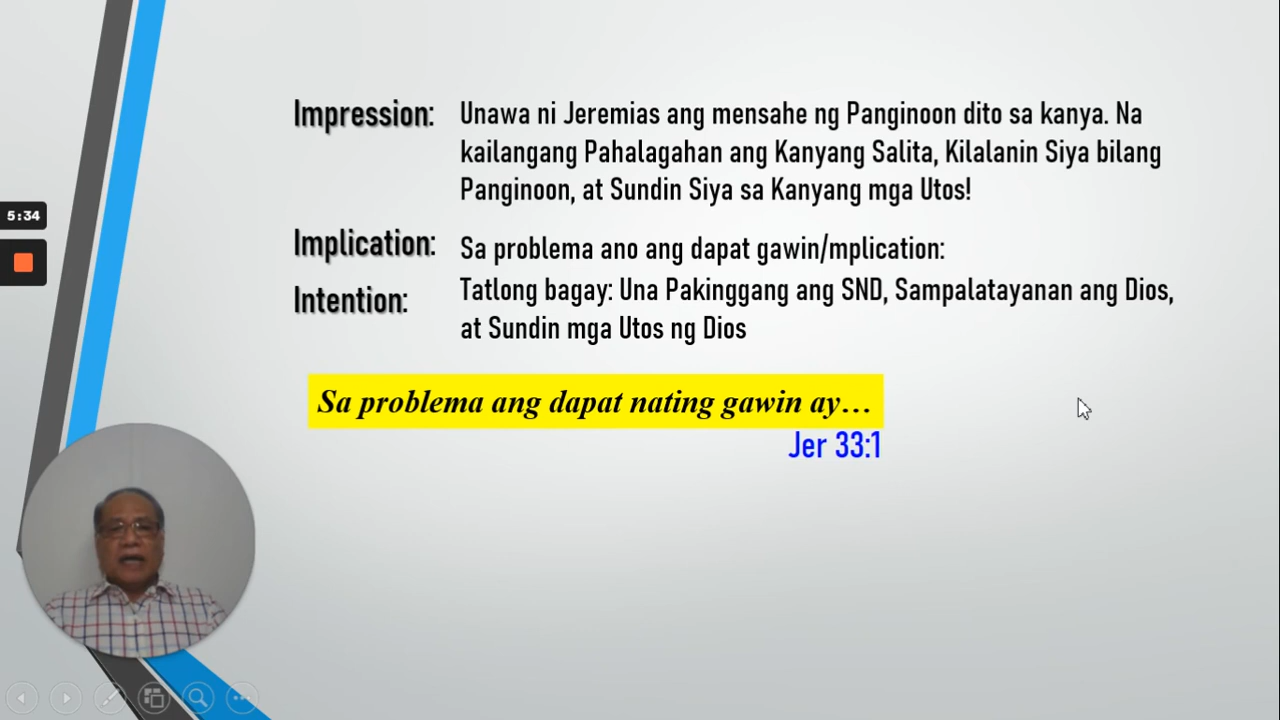 Impression: Unawa ni Jeremias ang mensahe ng Panginoon dito sa kanya. Na
kailangang Pahalagahan ang Kanyang Salita, Kilalanin Siya bilang
Panginoon, at Sundin Siya sa Kanyang mga Utos!
5:34
Implication: Sa problema ano ang dapat gawin/mplication:
Intention: Tatlong bagay: Una Pakinggang ang SND, Sampalatayanan ang Dios,
at Sundin mga Utos ng Dios
Sa problema ang dapat nating gawin ay...
Jer 33:1